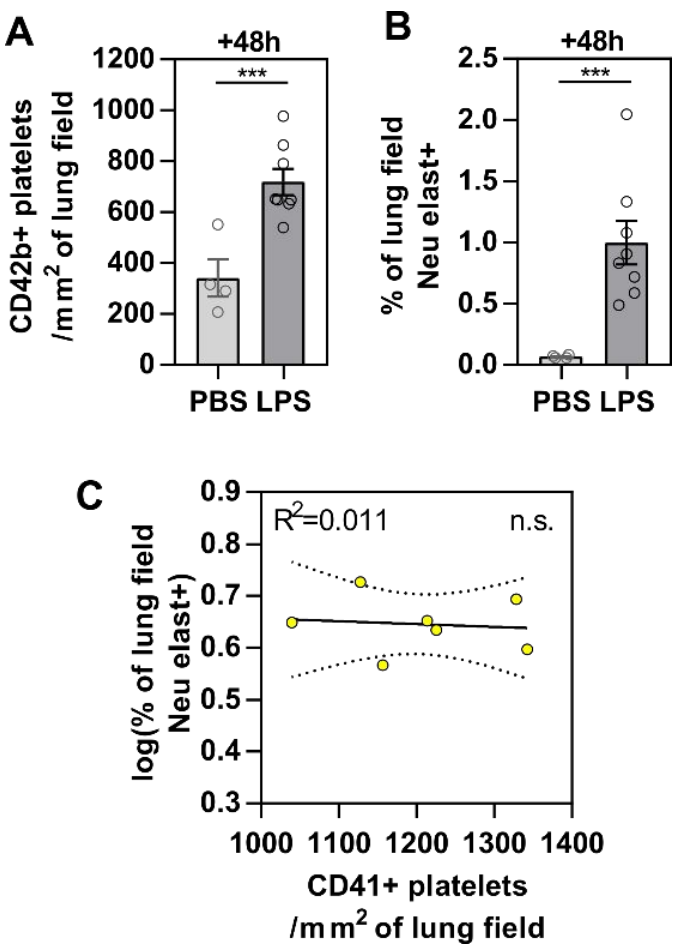 A
+48h
***
CD42b+ platelets
/mm² of lung field
1200
1000
800
600
400
200
0
PBS LPS
B
+48h
***
% of lung field
Neu elast+
2.5
2.0
1.5
1.0
0.5
0.0
PBS LPS
C
R²=0.011
n.s.
log(% of lung field
Neu elast+)
0.9
0.8
0.7
0.6
0.5
0.4
0.3
1000 1100 1200 1300 1400
CD41+ platelets
/mm² of lung field